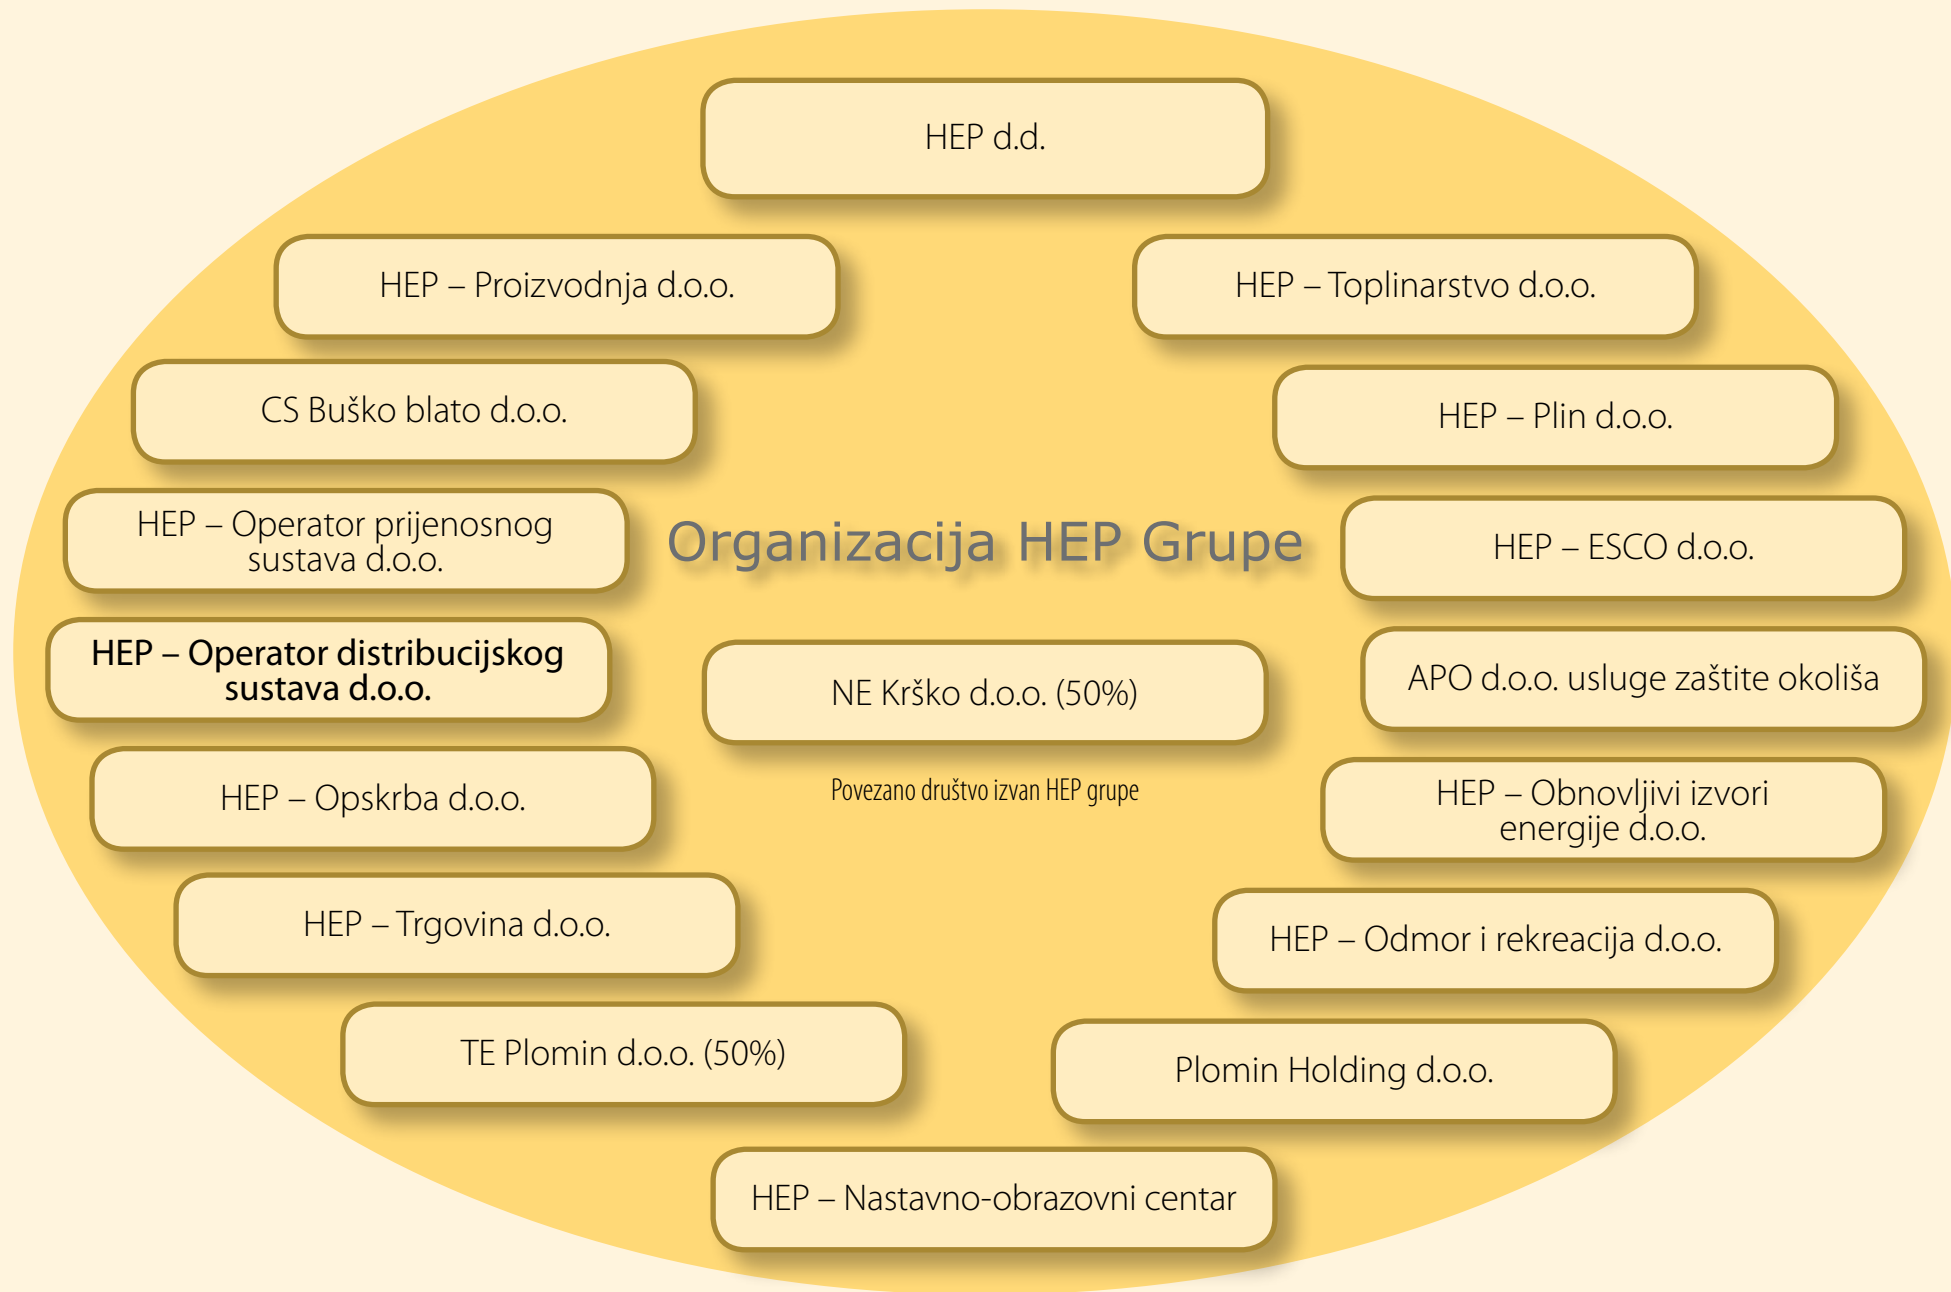 HEP d.d.
HEP – Proizvodnja d.o.o.
HEP – Toplinarstvo d.o.o.
CS Buško blato d.o.o.
HEP – Plin d.o.o.
HEP – Operator prijenosnog
sustava d.o.o.
Organizacija HEP Grupe
HEP – ESCO d.o.o.
HEP – Operator distribucijskog
sustava d.o.o.
NE Krško d.o.o. (50%)
APO d.o.o. usluge zaštite okoliša
HEP – Opskrba d.o.o.
Povezano društvo izvan HEP grupe
HEP – Obnovljivi izvori
energije d.o.o.
HEP – Trgovina d.o.o.
HEP – Odmor i rekreacija d.o.o.
TE Plomin d.o.o. (50%)
Plomin Holding d.o.o.
HEP – Nastavno-obrazovni centar